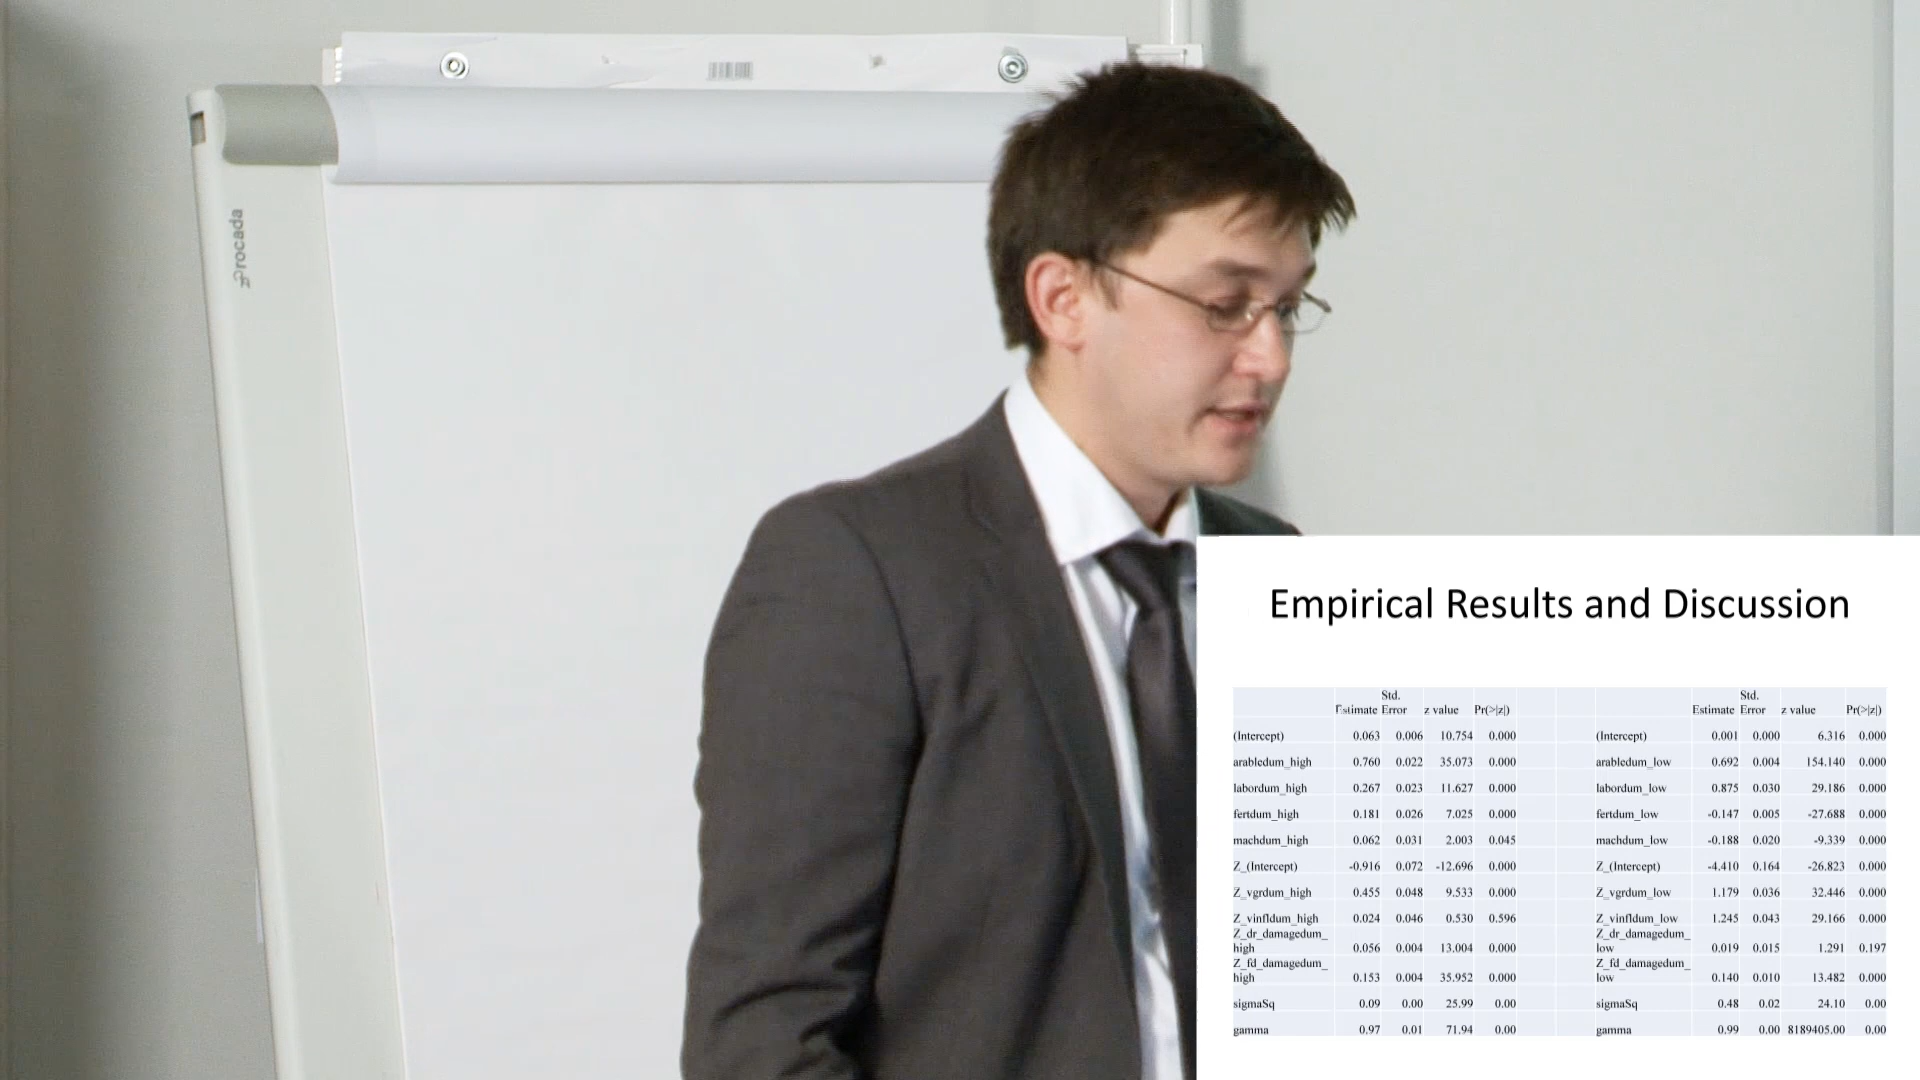 rocada
Empirical Results and Discussion
Estimate Std. Error z value Pr(>|z|) Estimate Std. Error z value Pr(>|z|)
(Intercept) 0.063 0.006 10.754 0.000 (Intercept) 0.001 0.000 6.316 0.000
arabledum_high 0.760 0.022 35.073 0.000 arabledum_low 0.692 0.004 154.140 0.000
labordum_high 0.267 0.023 11.627 0.000 labordum_low 0.875 0.030 29.186 0.000
fertdum_high 0.181 0.026 7.025 0.000 fertdum_low -0.147 0.005 -27.688 0.000
machdum_high 0.062 0.031 2.003 0.045 machdum_low -0.188 0.020 -9.339 0.000
Z_(Intercept) -0.916 0.072 -12.696 0.000 Z_(Intercept) -4.410 0.164 -26.823 0.000
Z_vgrdum_high 0.455 0.048 9.533 0.000 Z_vgrdum_low 1.179 0.036 32.446 0.000
Z_vinfldum_high 0.024 0.046 0.530 0.596 Z_vinfldum_low 1.245 0.043 29.166 0.000
Z_dr_damagedum_high 0.056 0.004 13.004 0.000 Z_dr_damagedum_low 0.019 0.015 1.291 0.197
Z_fd_damagedum_high 0.153 0.004 35.952 0.000 Z_fd_damagedum_low 0.140 0.010 13.482 0.000
sigmaSq 0.09 0.00 25.99 0.00 sigmaSq 0.48 0.02 24.10 0.00
gamma 0.97 0.01 71.94 0.00 gamma 0.99 0.00 8189405.00 0.00